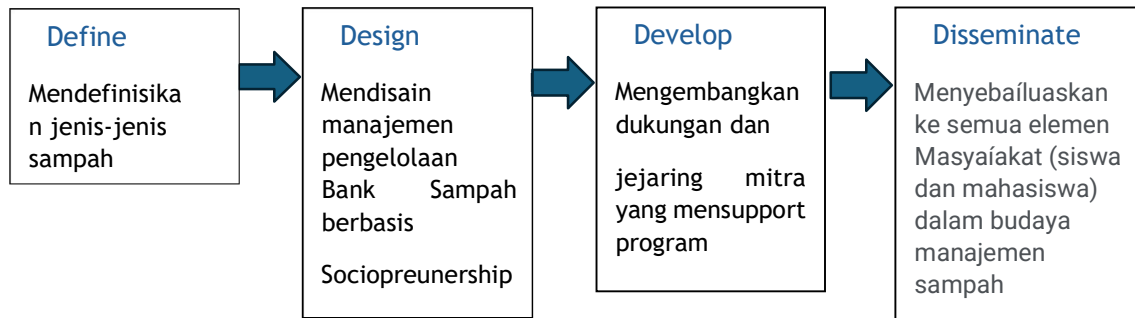 Define
Mendefinisika
n jenis-jenis
sampah
Design
Mendisain
manajemen
pengelolaan
Bank Sampah
berbasis
Sociopreunership
Develop
Mengembangkan
dukungan dan
jejaring mitra
yang mensupport
program
Disseminate
Menyebaíluaskan
ke semua elemen
Masyaíakat (siswa
dan mahasiswa)
dalam budaya
manajemen
sampah